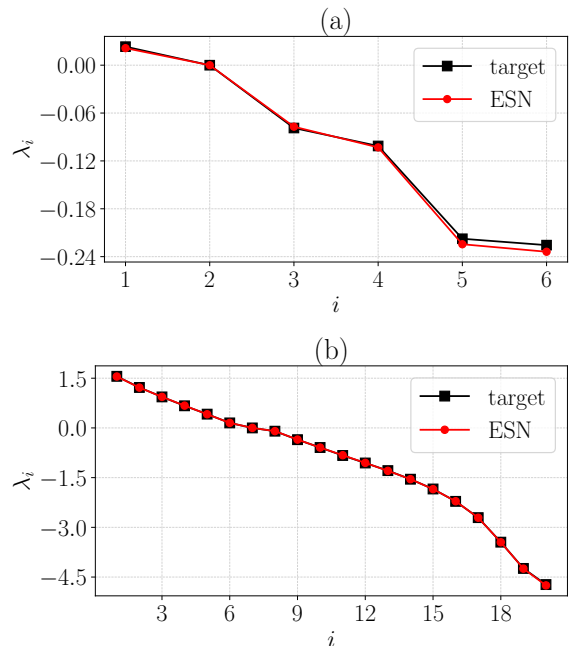 (a)
0.00
−0.06
−0.12
−0.18
−0.24
λi
target
ESN
1 2 3 4 5 6
i
(b)
1.5
0.0
−1.5
−3.0
−4.5
λi
target
ESN
3 6 9 12 15 18
i